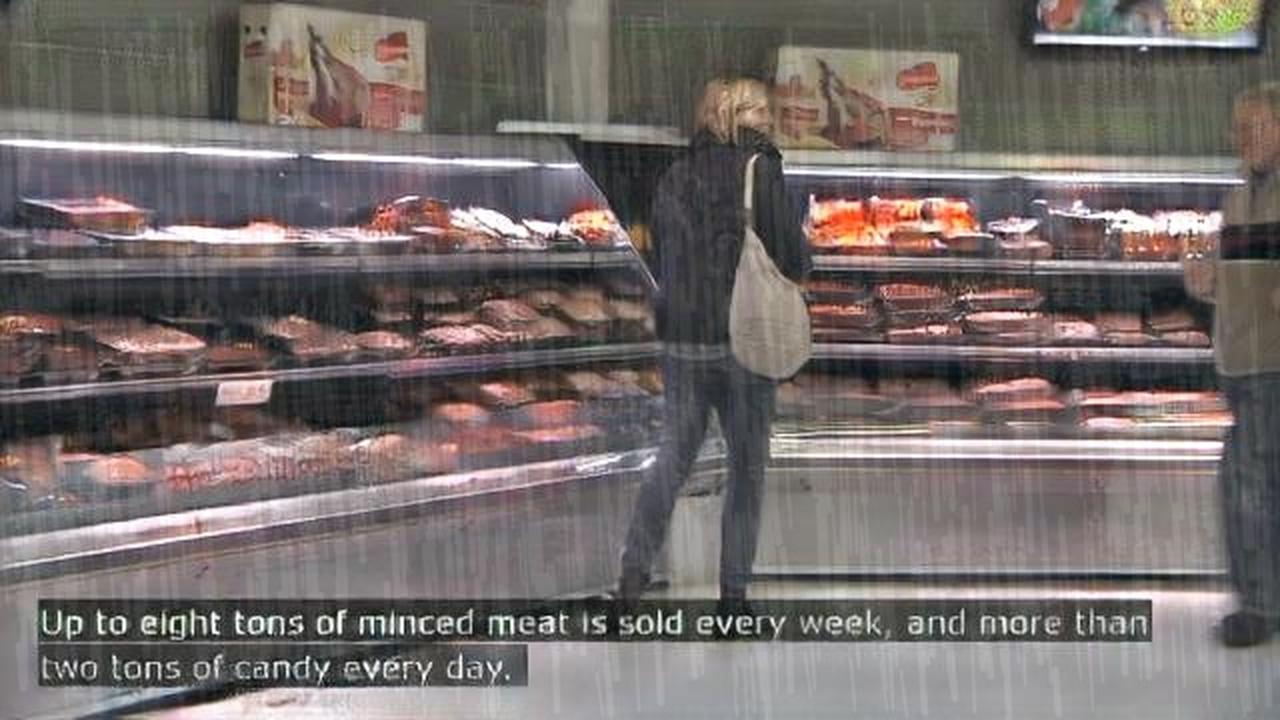 Up to eight tons of minced meat is sold every week, and more than
two tons of candy every day.